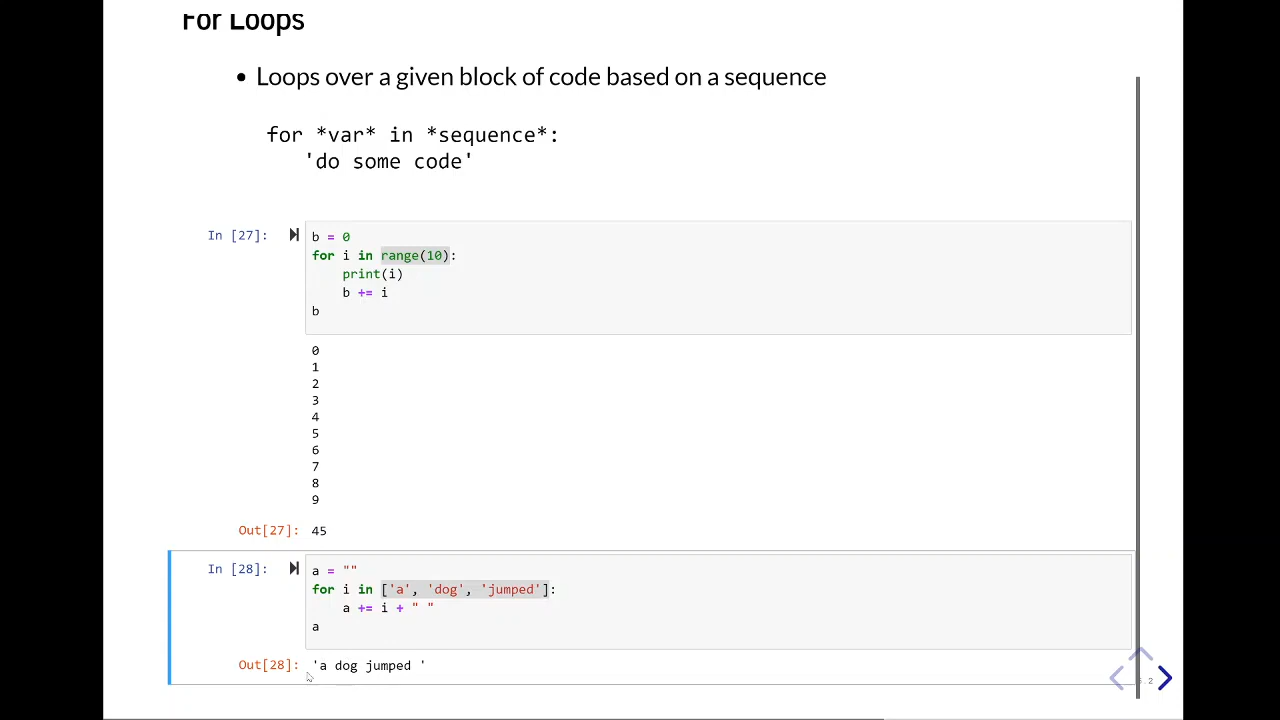 For Loops
• Loops over a given block of code based on a sequence
for *var* in *sequence*:
'do some code'
In [27]:
b = 0
for i in range(10):
    print(i)
    b += i
b
0
1
2
3
4
5
6
7
8
9
Out[27]: 45
In [28]:
a = ""
for i in ['a', 'dog', 'jumped']:
    a += i + " "
a
Out[28]: 'a dog jumped '